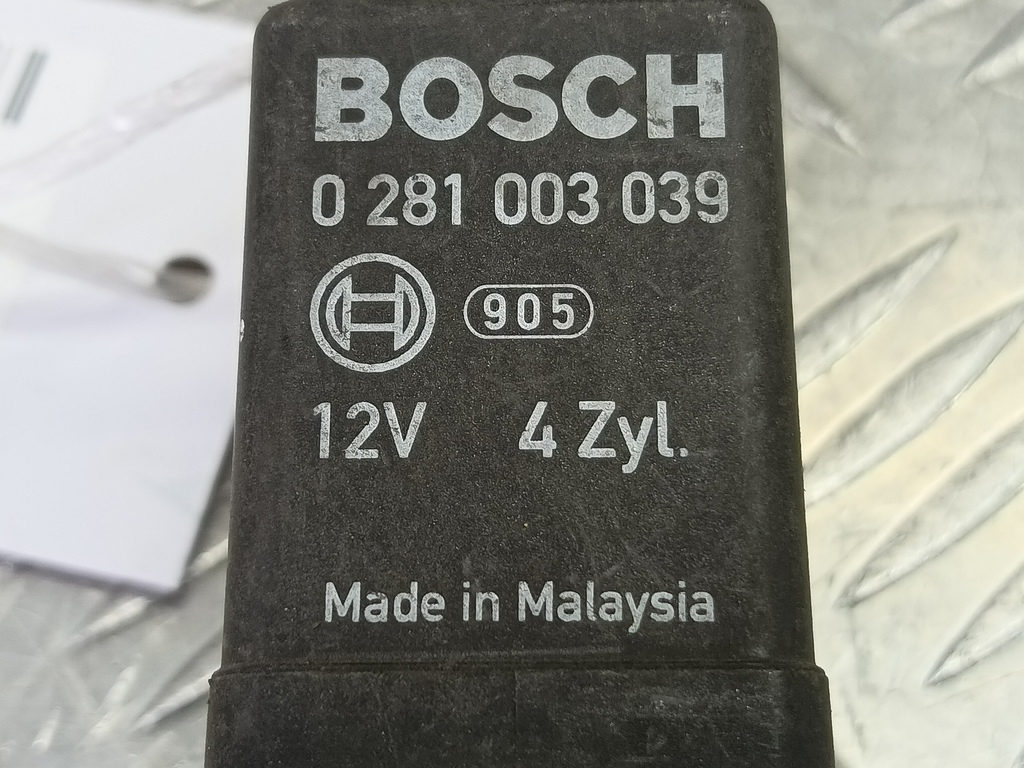 BOSCH
0 281 003 039
905
12V 4 Zyl.
Made in Malaysia